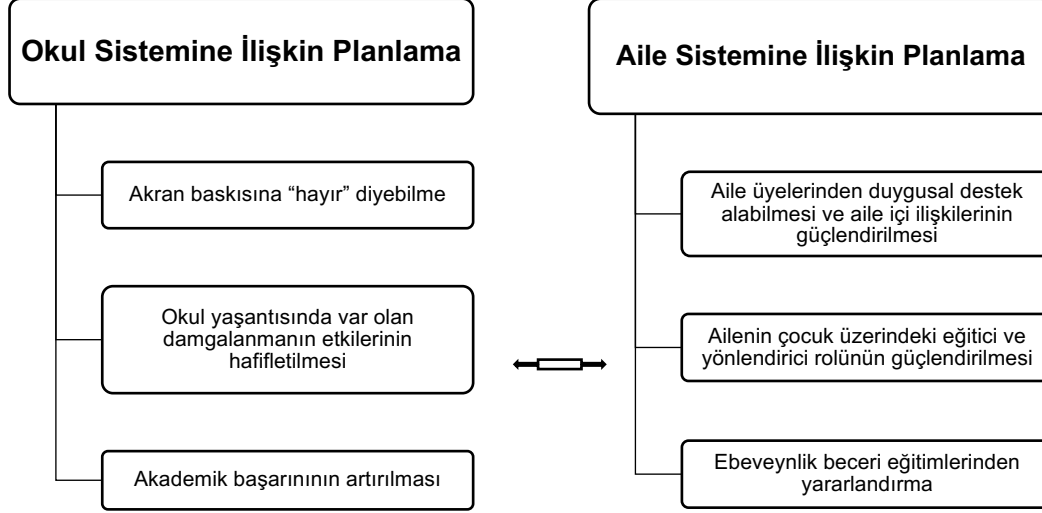 Okul Sistemine İlişkin Planlama
Akran baskısına “hayır” diyebilme
Okul yaşantısında var olan
damgalanmanın etkilerinin
hafifletilmesi
Akademik başarınının artırılması
Aile Sistemine İlişkin Planlama
Aile üyelerinden duygusal destek
alabilmesi ve aile içi ilişkilerinin
güçlendirilmesi
Ailenin çocuk üzerindeki eğitici ve
yönlendirici rolünün güçlendirilmesi
Ebeveynlik beceri eğitimlerinden
yararlandırma